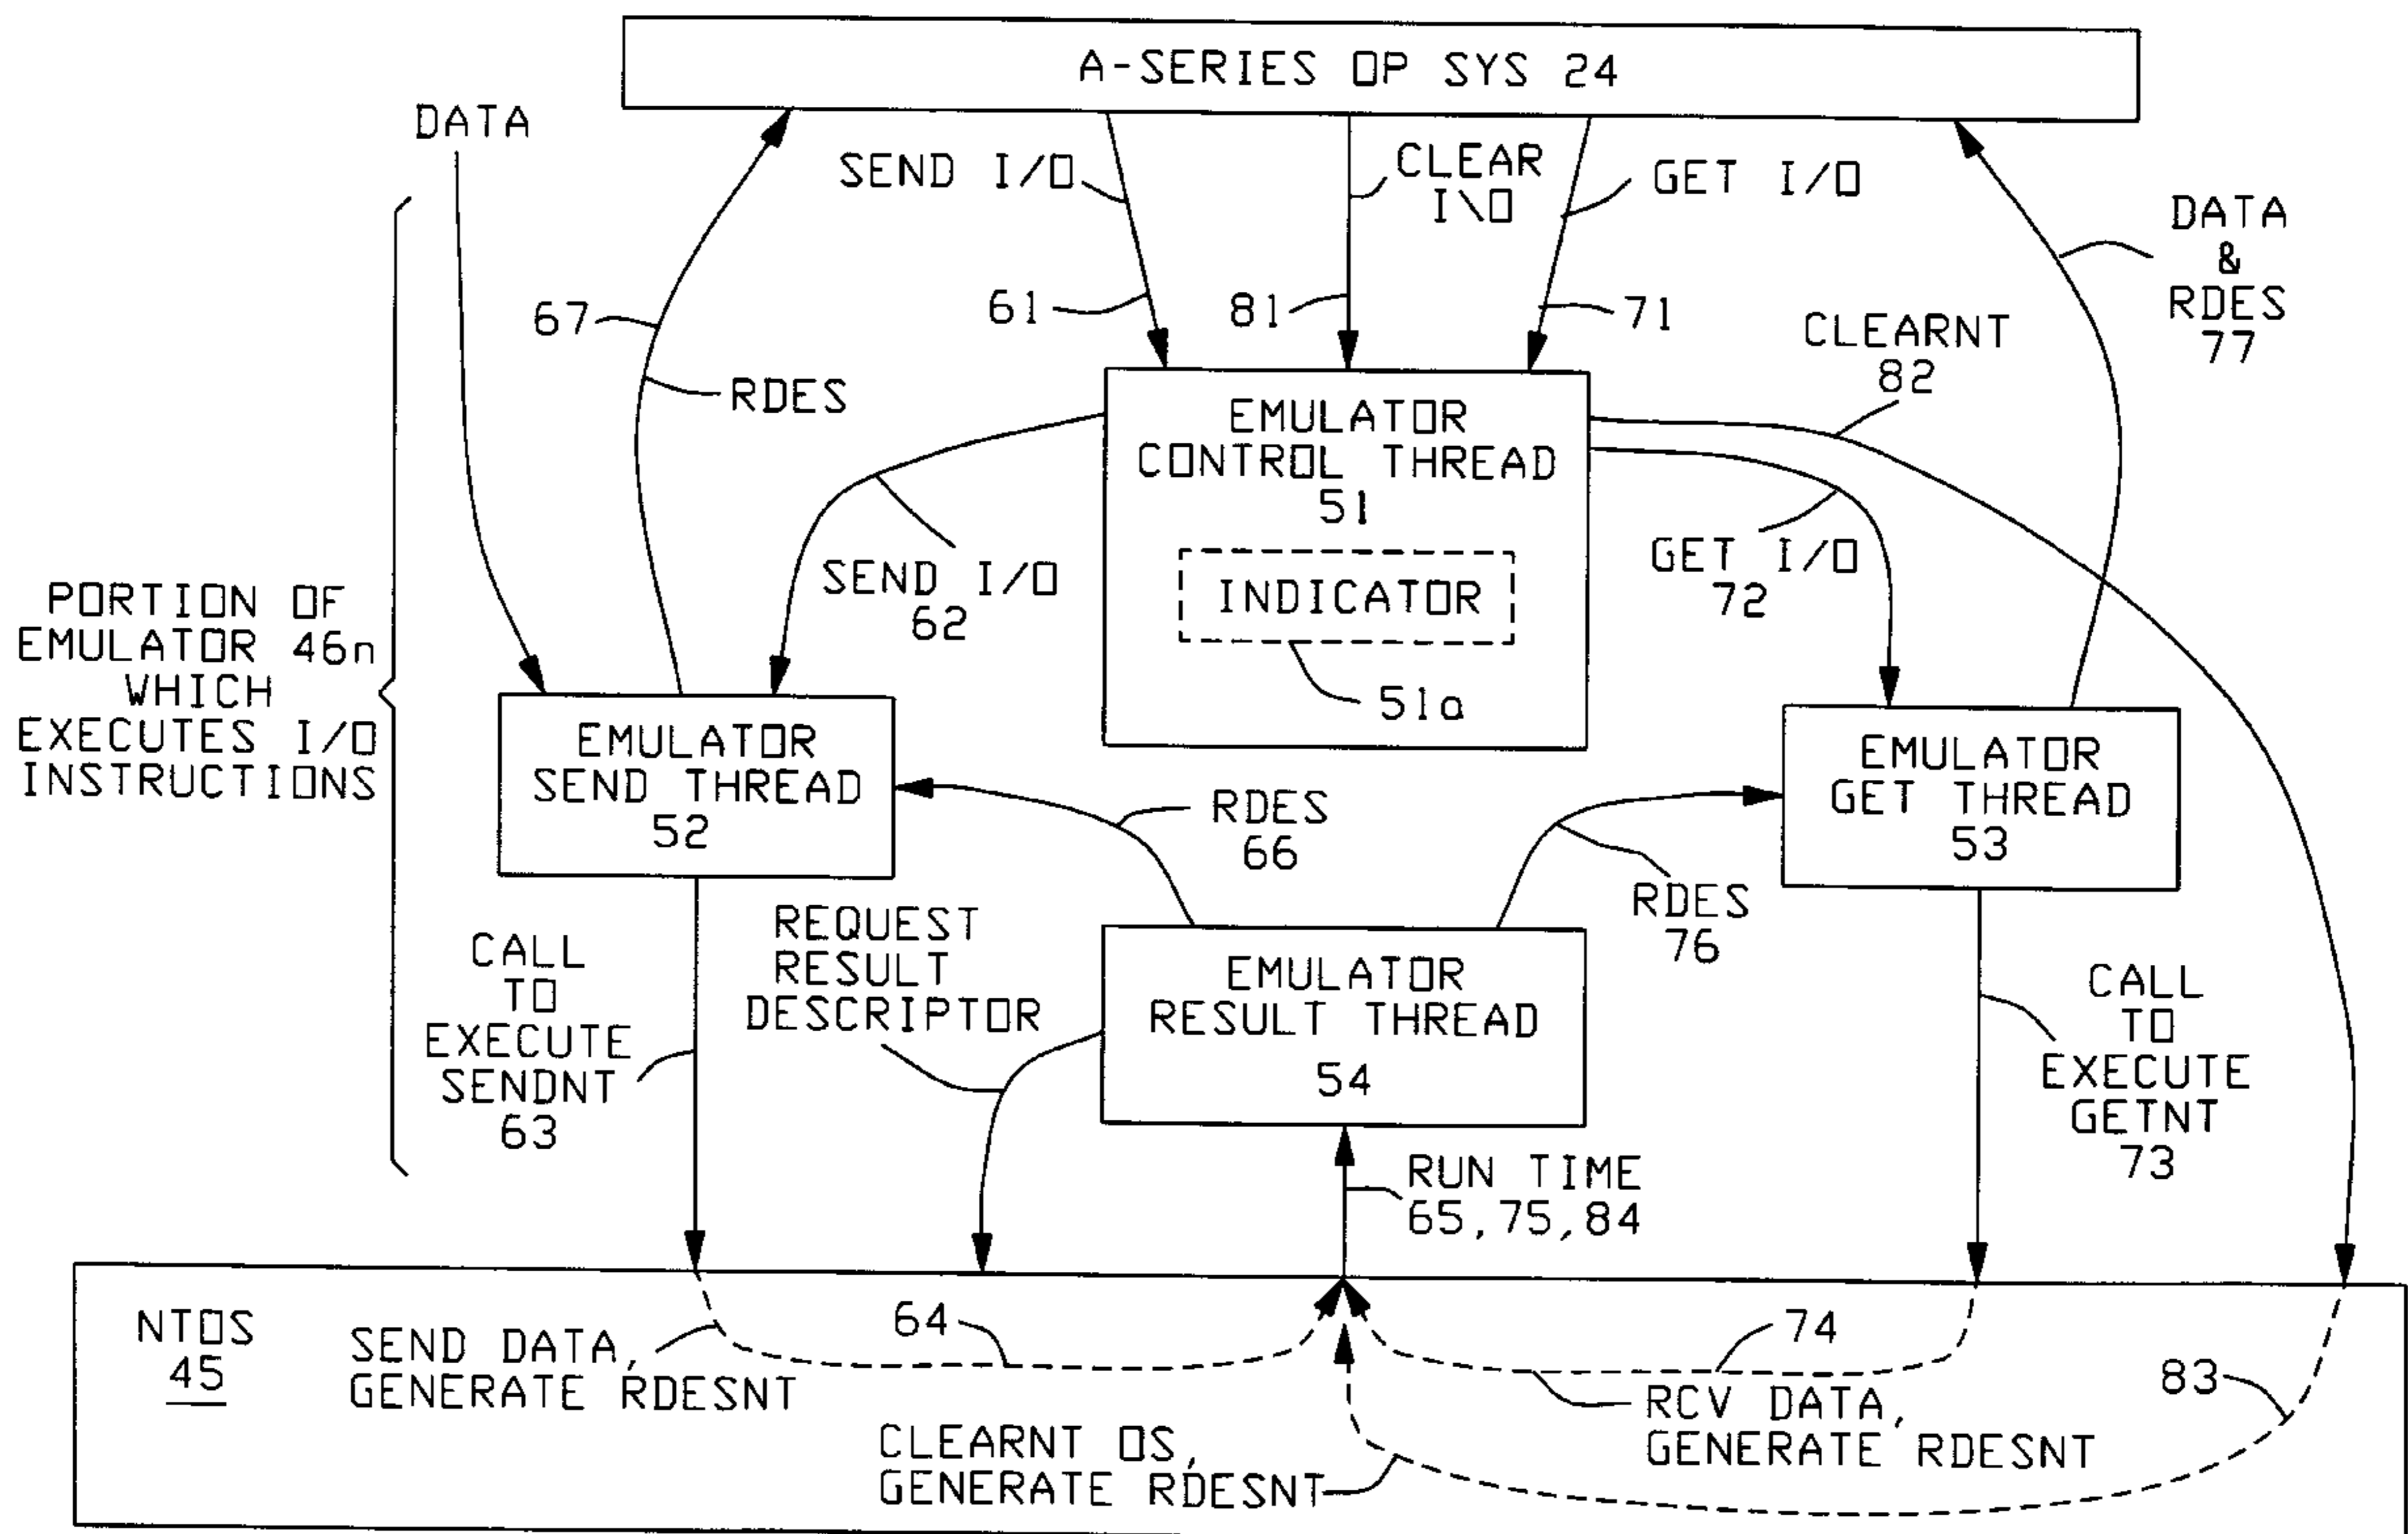 A-SERIES OP SYS 24
DATA
SEND I/O
CLEAR
I\O
GET I/O
DATA
&
RDES
77
67
61
81
71
CLEARNT
82
RDES
EMULATOR
CONTROL THREAD
51
INDICATOR
51a
SEND I/O
62
GET I/O
72
PORTION OF
EMULATOR 46n
WHICH
EXECUTES I/O
INSTRUCTIONS
EMULATOR
SEND THREAD
52
EMULATOR
GET THREAD
53
RDES
66
RDES
76
REQUEST
RESULT
DESCRIPTOR
EMULATOR
RESULT THREAD
54
CALL
TO
EXECUTE
SENDNT
63
CALL
TO
EXECUTE
GETNT
73
RUN TIME
65,75,84
NTOS
45
SEND DATA,
GENERATE RDESNT
64
74
83
RCV DATA,
GENERATE RDESNT
CLEARNT OS,
GENERATE RDESNT